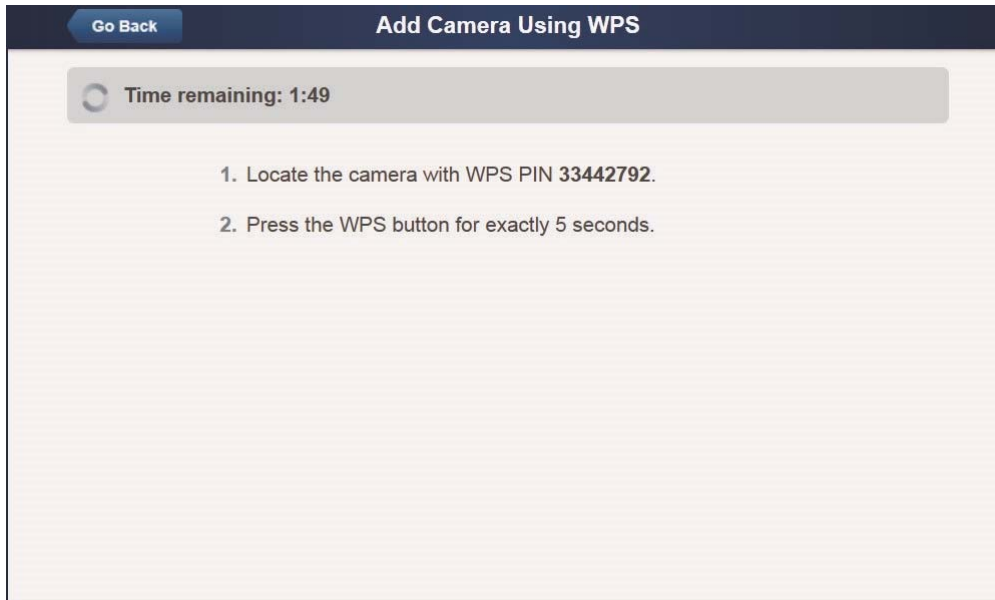 Go Back
Add Camera Using WPS
Time remaining: 1:49
1. Locate the camera with WPS PIN 33442792.
2. Press the WPS button for exactly 5 seconds.